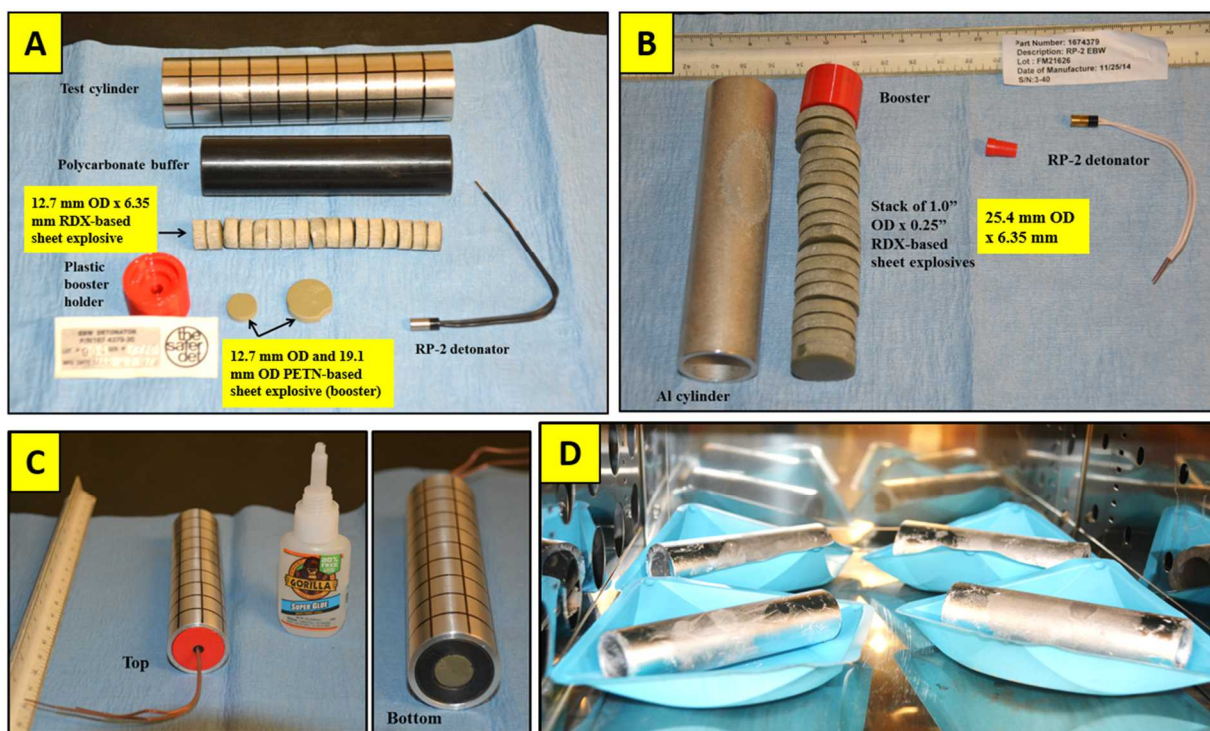 A
Test cylinder
Polycarbonate buffer
12.7 mm OD x 6.35
mm RDX-based
sheet explosive
Plastic
booster
holder
EBW DETONATOR
the
safer
det
RP-2 detonator
12.7 mm OD and 19.1
mm OD PETN-based
sheet explosive (booster)
B
Part Number: 1674379
Description: RP-2 EBW
Lot : FM21626
Date of Manufacture: 11/25/14
S/N:3-40
Booster
RP-2 detonator
Stack of 1.0”
OD x 0.25”
RDX-based
sheet explosives
25.4 mm OD
x 6.35 mm
Al cylinder
C
Top
GORILLA
SUPER GLUE
Bottom
D